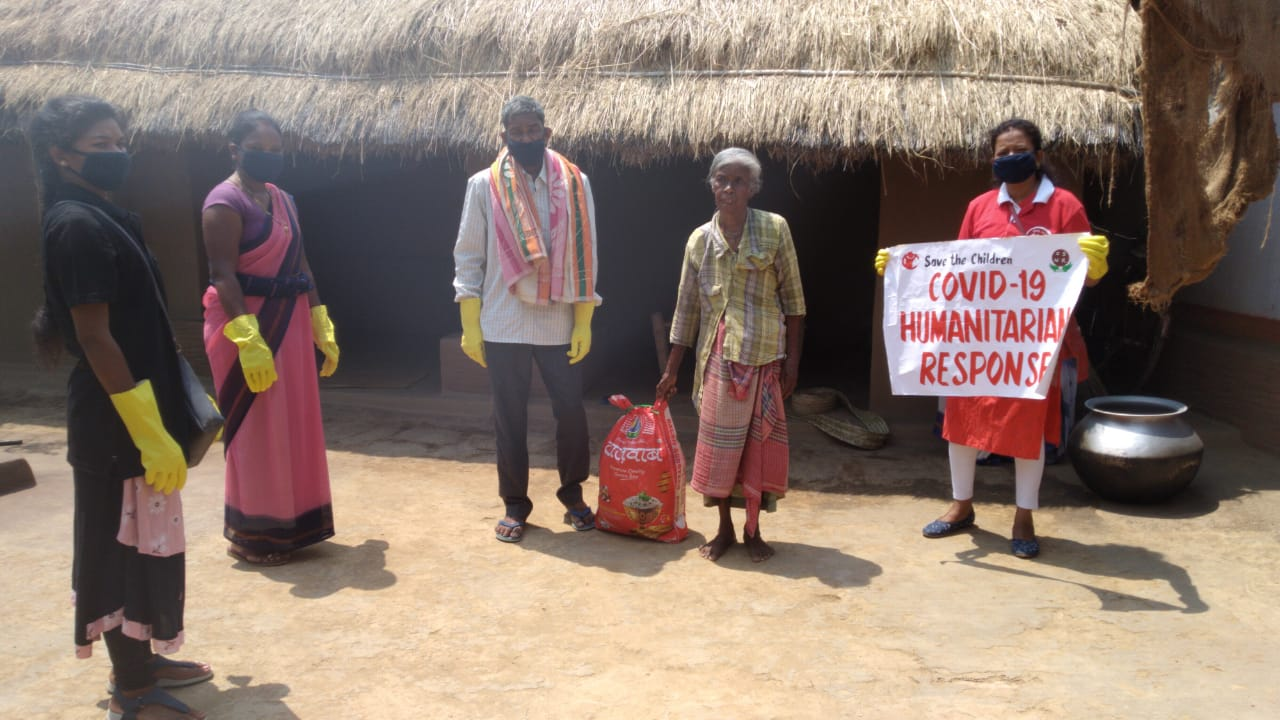 Save the Children
COVID-19
HUMANITARIAN
RESPONSE